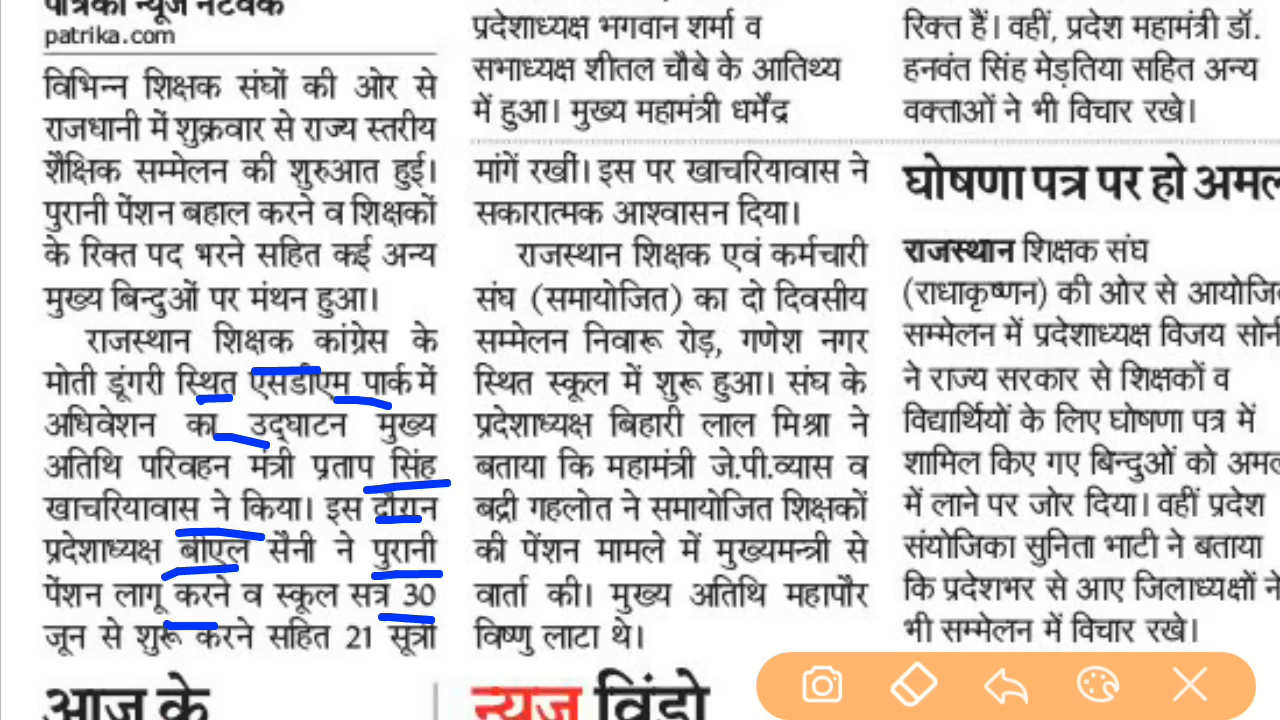 पत्रिका न्यूज नेटवर्क
patrika.com
विभिन्न शिक्षक संघों की ओर से
राजधानी में शुक्रवार से राज्य स्तरीय
शैक्षिक सम्मेलन की शुरुआत हुई।
पुरानी पेंशन बहाल करने व शिक्षकों
के रिक्त पद भरने सहित कई अन्य
मुख्य बिन्दुओं पर मंथन हुआ।
राजस्थान शिक्षक कांग्रेस के
मोती डूंगरी स्थित एसडीएम पार्क में
अधिवेशन का उद्घाटन मुख्य
अतिथि परिवहन मंत्री प्रताप सिंह
खाचरियावास ने किया। इस दौरान
प्रदेशाध्यक्ष बीएल सैनी ने पुरानी
पेंशन लागू करने व स्कूल सत्र 30
जून से शुरू करने सहित 21 सूत्री
आज के
प्रदेशाध्यक्ष भगवान शर्मा व
सभाध्यक्ष शीतल चौबे के आतिथ्य
में हुआ। मुख्य महामंत्री धर्मेंद्र
मांगें रखीं। इस पर खाचरियावास ने
सकारात्मक आश्वासन दिया।
राजस्थान शिक्षक एवं कर्मचारी
संघ (समायोजित) का दो दिवसीय
सम्मेलन निवारू रोड़, गणेश नगर
स्थित स्कूल में शुरू हुआ। संघ के
प्रदेशाध्यक्ष बिहारी लाल मिश्रा ने
बताया कि महामंत्री जे.पी.व्यास व
बद्री गहलोत ने समायोजित शिक्षकों
की पेंशन मामले में मुख्यमन्त्री से
वार्ता की। मुख्य अतिथि महापौर
विष्णु लाटा थे।
न्यूज विंडो
रिक्त हैं। वहीं, प्रदेश महामंत्री डॉ.
हनवंत सिंह मेड़तिया सहित अन्य
वक्ताओं ने भी विचार रखे।
घोषणा पत्र पर हो अमल
राजस्थान शिक्षक संघ
(राधाकृष्णन) की ओर से आयोजि
सम्मेलन में प्रदेशाध्यक्ष विजय सोनी
ने राज्य सरकार से शिक्षकों व
विद्यार्थियों के लिए घोषणा पत्र में
शामिल किए गए बिन्दुओं को अमल
में लाने पर जोर दिया। वहीं प्रदेश
संयोजिका सुनिता भाटी ने बताया
कि प्रदेशभर से आए जिलाध्यक्षों ने
भी सम्मेलन में विचार रखे।